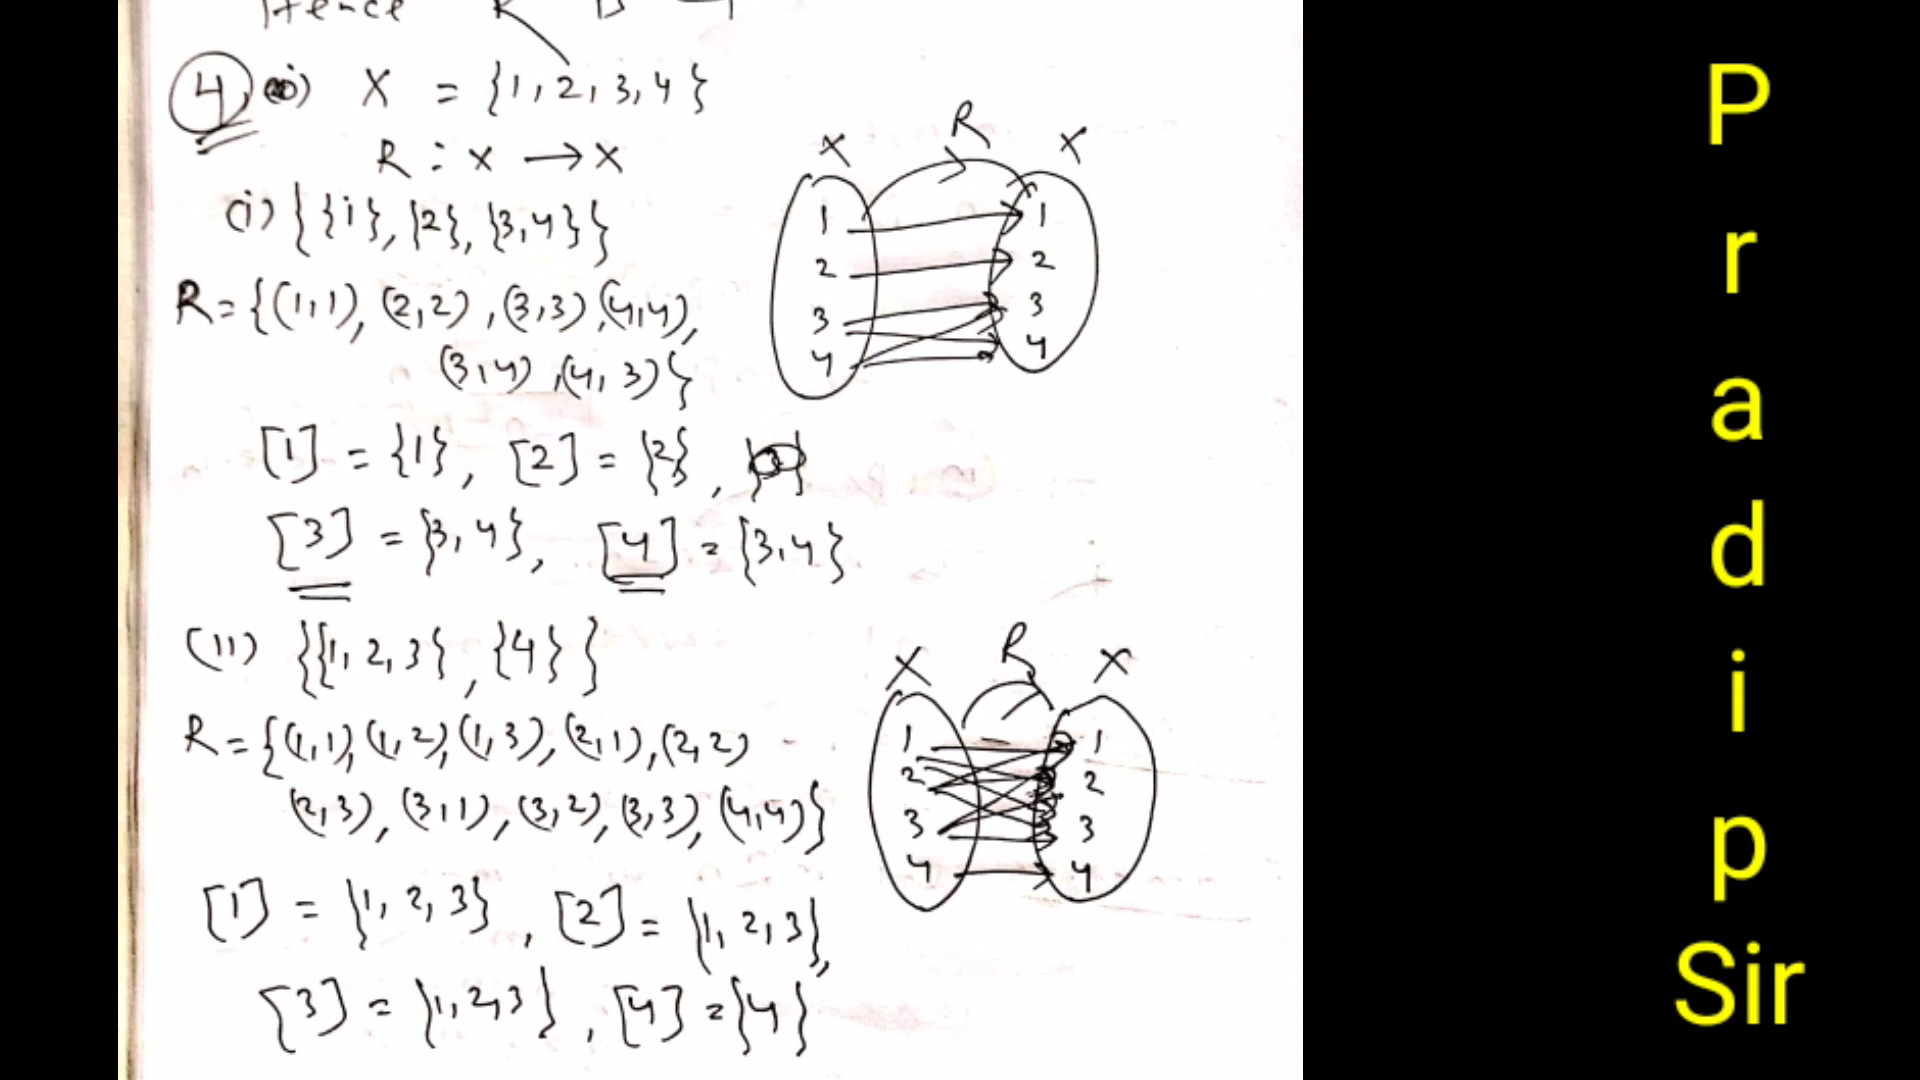 Hence R
4 i) X = {1, 2, 3, 4}
R : X → X
(i) {{1}, {2}, {3, 4}}
R = {(1,1), (2,2), (3,3), (4,4),
(3,4), (4,3)}
X R X
1 1
2 2
3 3
4 4
[1] = {1}, [2] = {2},
[3] = {3, 4}, [4] = {3, 4}
(11) {{1, 2, 3}, {4}}
R = {(1,1), (1,2), (1,3), (2,1), (2,2)
(2,3), (3,1), (3,2), (3,3), (4,4)}
X R X
1 1
2 2
3 3
4 4
[1] = {1, 2, 3}, [2] = {1, 2, 3},
[3] = {1, 2, 3}, [4] = {4}
P
r
a
d
i
p
Sir